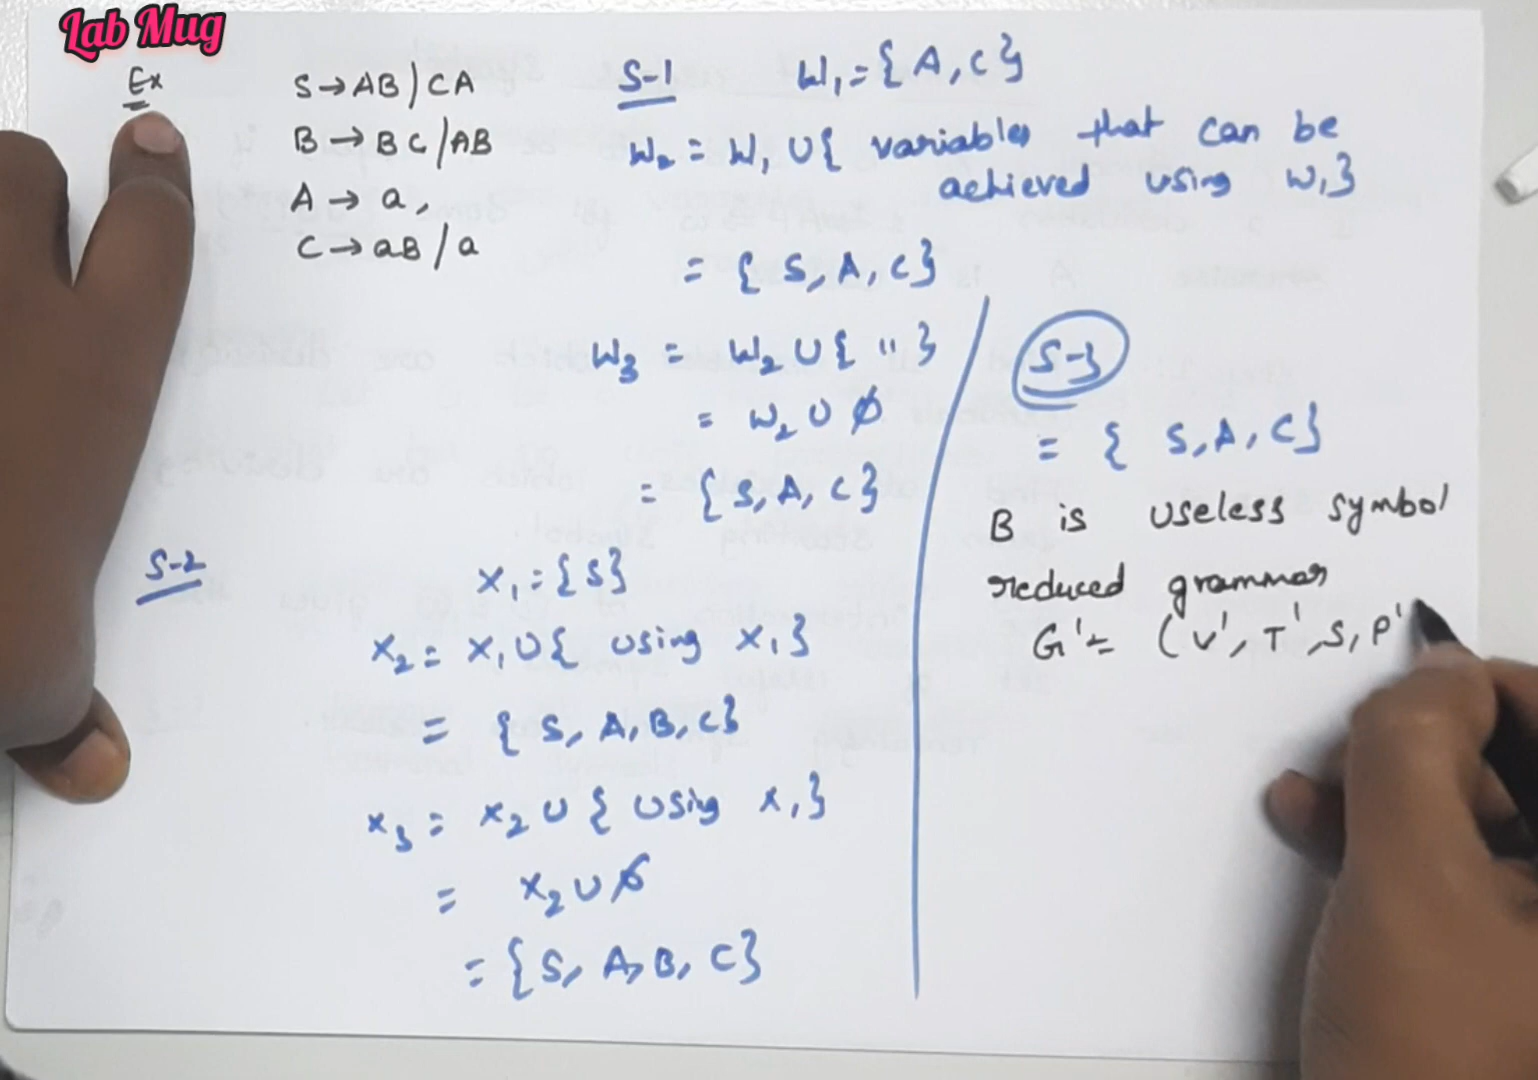 Lab Mug
Ex
S→AB/CA
B→BC/AB
A→a,
C→aB/a
S-1 W₁={A,C}
W₂=W₁∪{variables that can be
achieved using W₁}
={S,A,C}
W₃=W₂∪{"}
=W₂∪∅
={S,A,C}
S-2 X₁={S}
X₂=X₁∪{using X₁}
={S,A,B,C}
X₃=X₂∪{using X₁}
=X₂∪∅
={S,A,B,C}
S-3
={S,A,C}
B is useless symbol
reduced grammar
G'=(V',T',S,P'